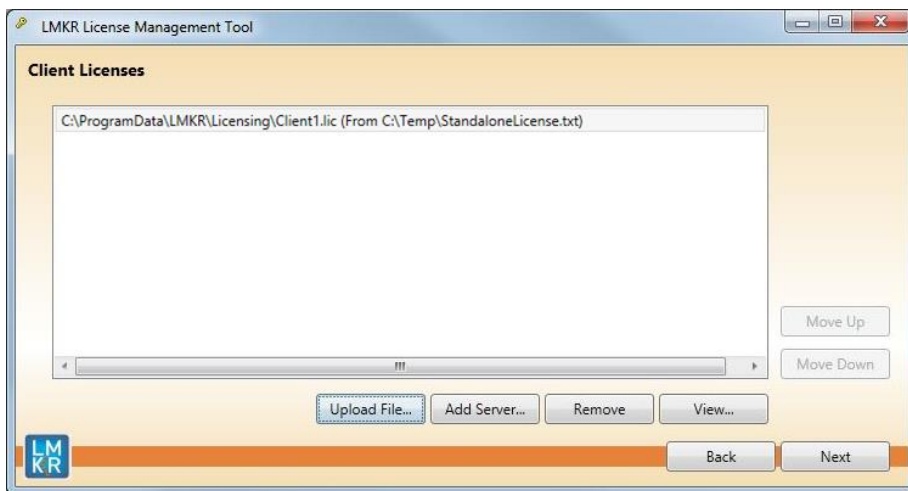 LMKR License Management Tool
Client Licenses
C:\ProgramData\LMKR\Licensing\Client1.lic (From C:\Temp\StandaloneLicense.txt)
Move Up
Move Down
Upload File... Add Server... Remove View...
LM
KR
Back Next